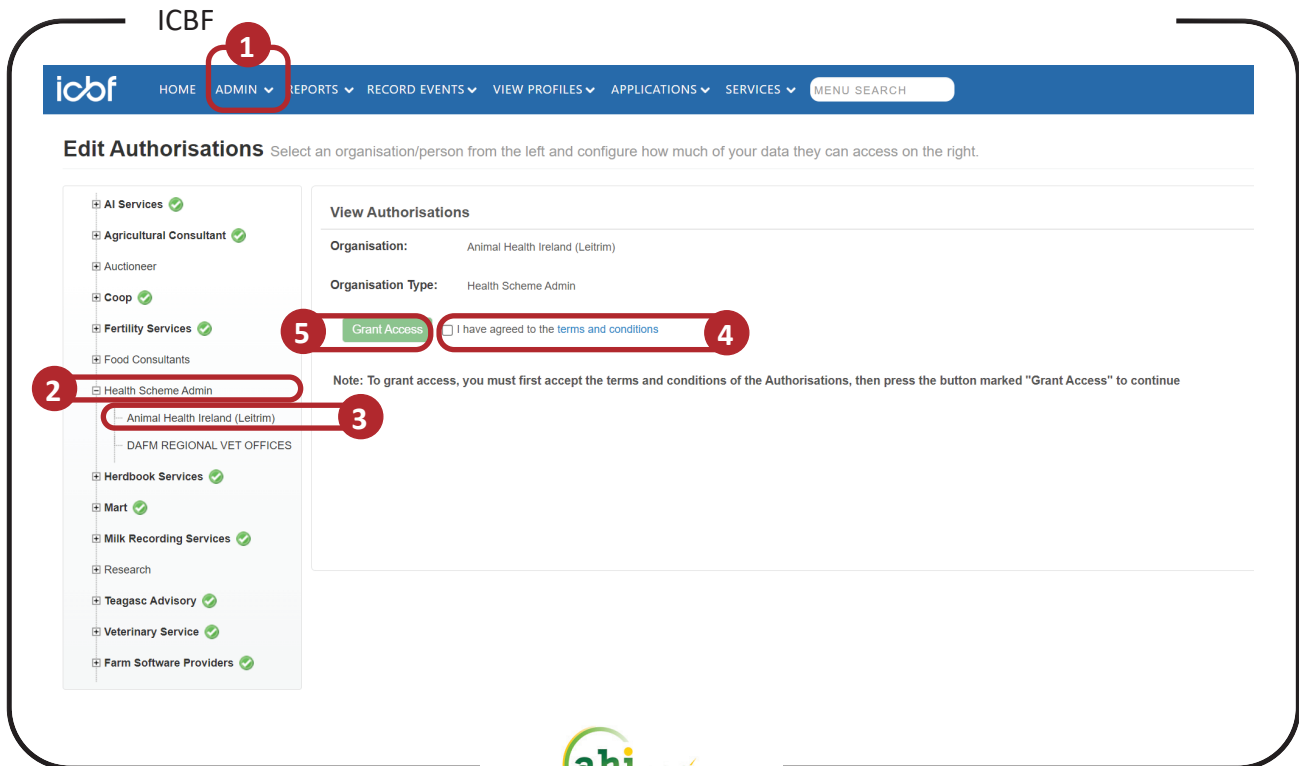 ICBF
1
icbf HOME ADMIN REPORTS RECORD EVENTS VIEW PROFILES APPLICATIONS SERVICES MENU SEARCH
Edit Authorisations Select an organisation/person from the left and configure how much of your data they can access on the right.
AI Services
Agricultural Consultant
Auctioneer
Coop
Fertility Services
Food Consultants
2 Health Scheme Admin
Animal Health Ireland (Leitrim) 3
DAFM REGIONAL VET OFFICES
Herdbook Services
Mart
Milk Recording Services
Research
Teagasc Advisory
Veterinary Service
Farm Software Providers
View Authorisations
Organisation: Animal Health Ireland (Leitrim)
Organisation Type: Health Scheme Admin
5 Grant Access I have agreed to the terms and conditions 4
Note: To grant access, you must first accept the terms and conditions of the Authorisations, then press the button marked "Grant Access" to continue
ahi